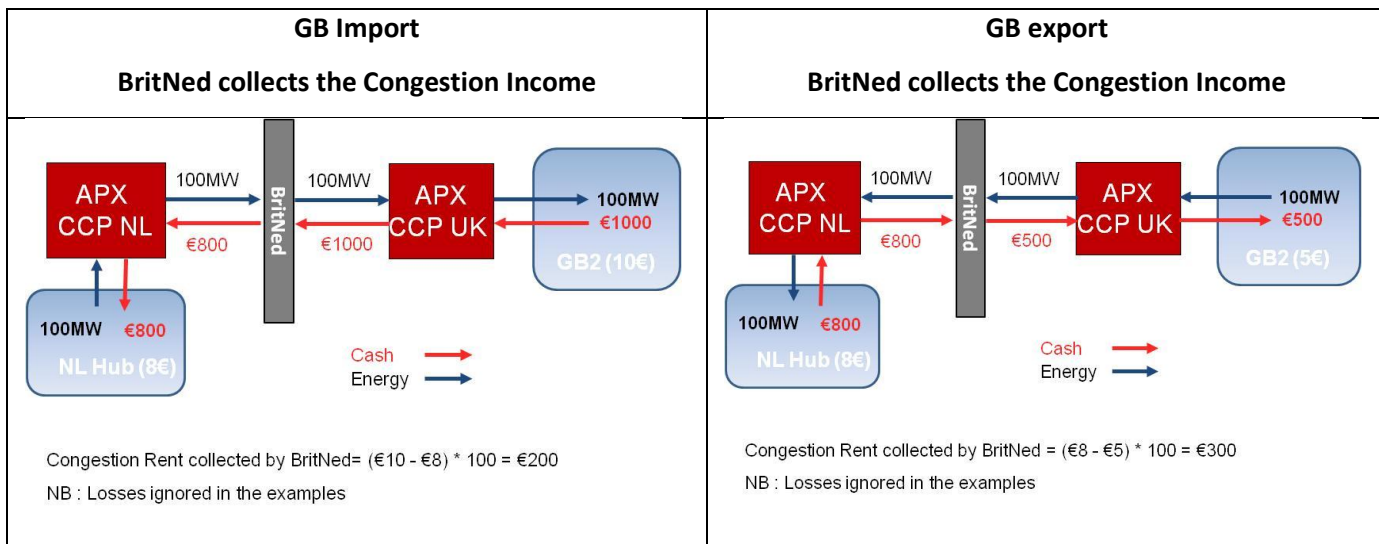 GB Import
BritNed collects the Congestion Income
100MW
100MW
APX
CCP NL
BritNed
APX
CCP UK
100MW
€1000
€800
€1000
GB2 (10€)
100MW
€800
NL Hub (8€)
Cash
Energy
Congestion Rent collected by BritNed= (€10 - €8) * 100 = €200
NB : Losses ignored in the examples
GB export
BritNed collects the Congestion Income
100MW
100MW
APX
CCP NL
BritNed
APX
CCP UK
100MW
€500
€800
€500
GB2 (5€)
100MW
€800
NL Hub (8€)
Cash
Energy
Congestion Rent collected by BritNed = (€8 - €5) * 100 = €300
NB : Losses ignored in the examples